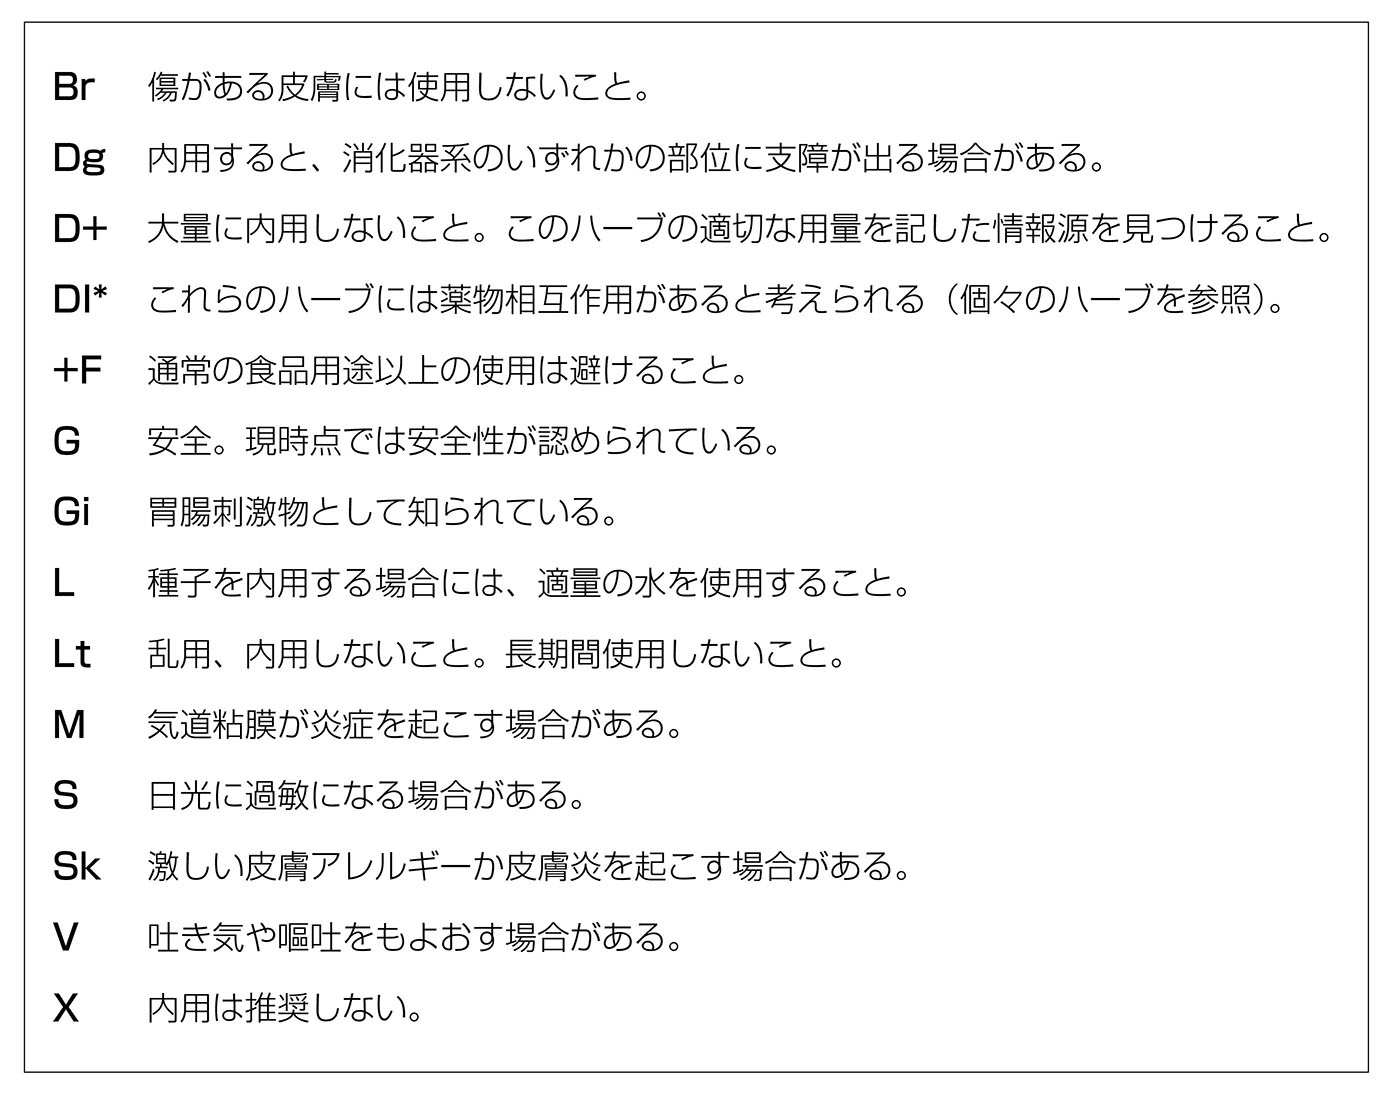 Br 傷がある皮膚には使用しないこと。
Dg 内用すると、消化器系のいずれかの部位に支障が出る場合がある。
D+ 大量に内用しないこと。このハーブの適切な用量を記した情報源を見つけること。
DI* これらのハーブには薬物相互作用があると考えられる（個々のハーブを参照）。
+F 通常の食品用途以上の使用は避けること。
G 安全。現時点では安全性が認められている。
Gi 胃腸刺激物として知られている。
L 種子を内用する場合には、適量の水を使用すること。
Lt 乱用、内用しないこと。長期間使用しないこと。
M 気道粘膜が炎症を起こす場合がある。
S 日光に過敏になる場合がある。
Sk 激しい皮膚アレルギーか皮膚炎を起こす場合がある。
V 吐き気や嘔吐をもよおす場合がある。
X 内用は推奨しない。